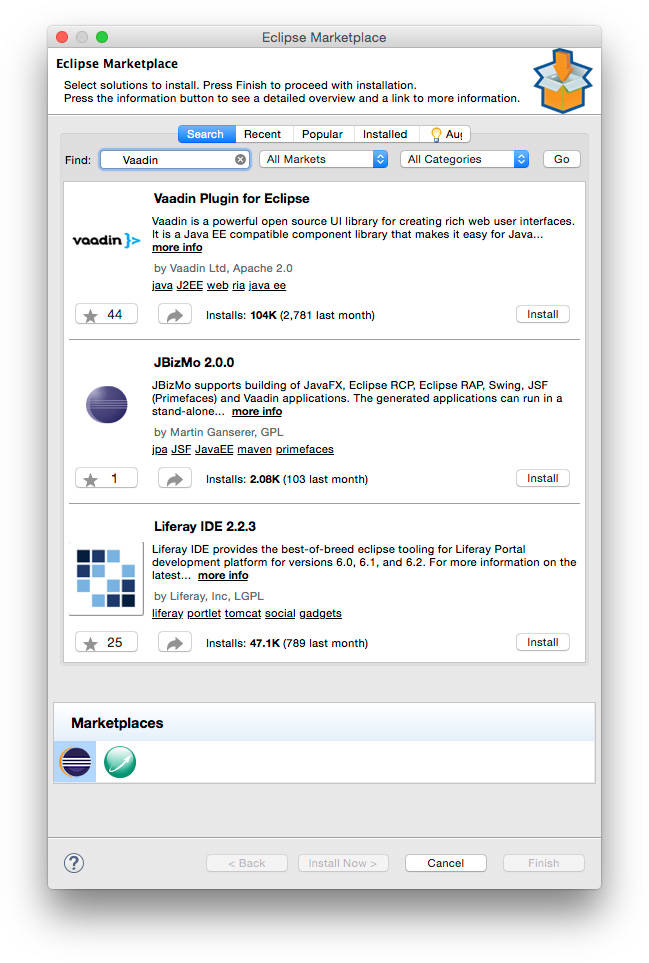 Eclipse Marketplace
Eclipse Marketplace
Select solutions to install. Press Finish to proceed with installation.
Press the information button to see a detailed overview and a link to more information.
Search Recent Popular Installed Aug
Find: Vaadin All Markets All Categories Go
Vaadin Plugin for Eclipse
vaadin }>
Vaadin is a powerful open source UI library for creating rich web user interfaces.
It is a Java EE compatible component library that makes it easy for Java...
more info
by Vaadin Ltd, Apache 2.0
java J2EE web ria java ee
44 Installs: 104K (2,781 last month) Install
JBizMo 2.0.0
JBizMo supports building of JavaFX, Eclipse RCP, Eclipse RAP, Swing, JSF
(Primefaces) and Vaadin applications. The generated applications can run in a
stand-alone... more info
by Martin Ganserer, GPL
jpa JSF JavaEE maven primefaces
1 Installs: 2.08K (103 last month) Install
Liferay IDE 2.2.3
Liferay IDE provides the best-of-breed eclipse tooling for Liferay Portal
development platform for versions 6.0, 6.1, and 6.2. For more information on the
latest... more info
by Liferay, Inc, LGPL
liferay portlet tomcat social gadgets
25 Installs: 47.1K (789 last month) Install
Marketplaces
? < Back Install Now > Cancel Finish